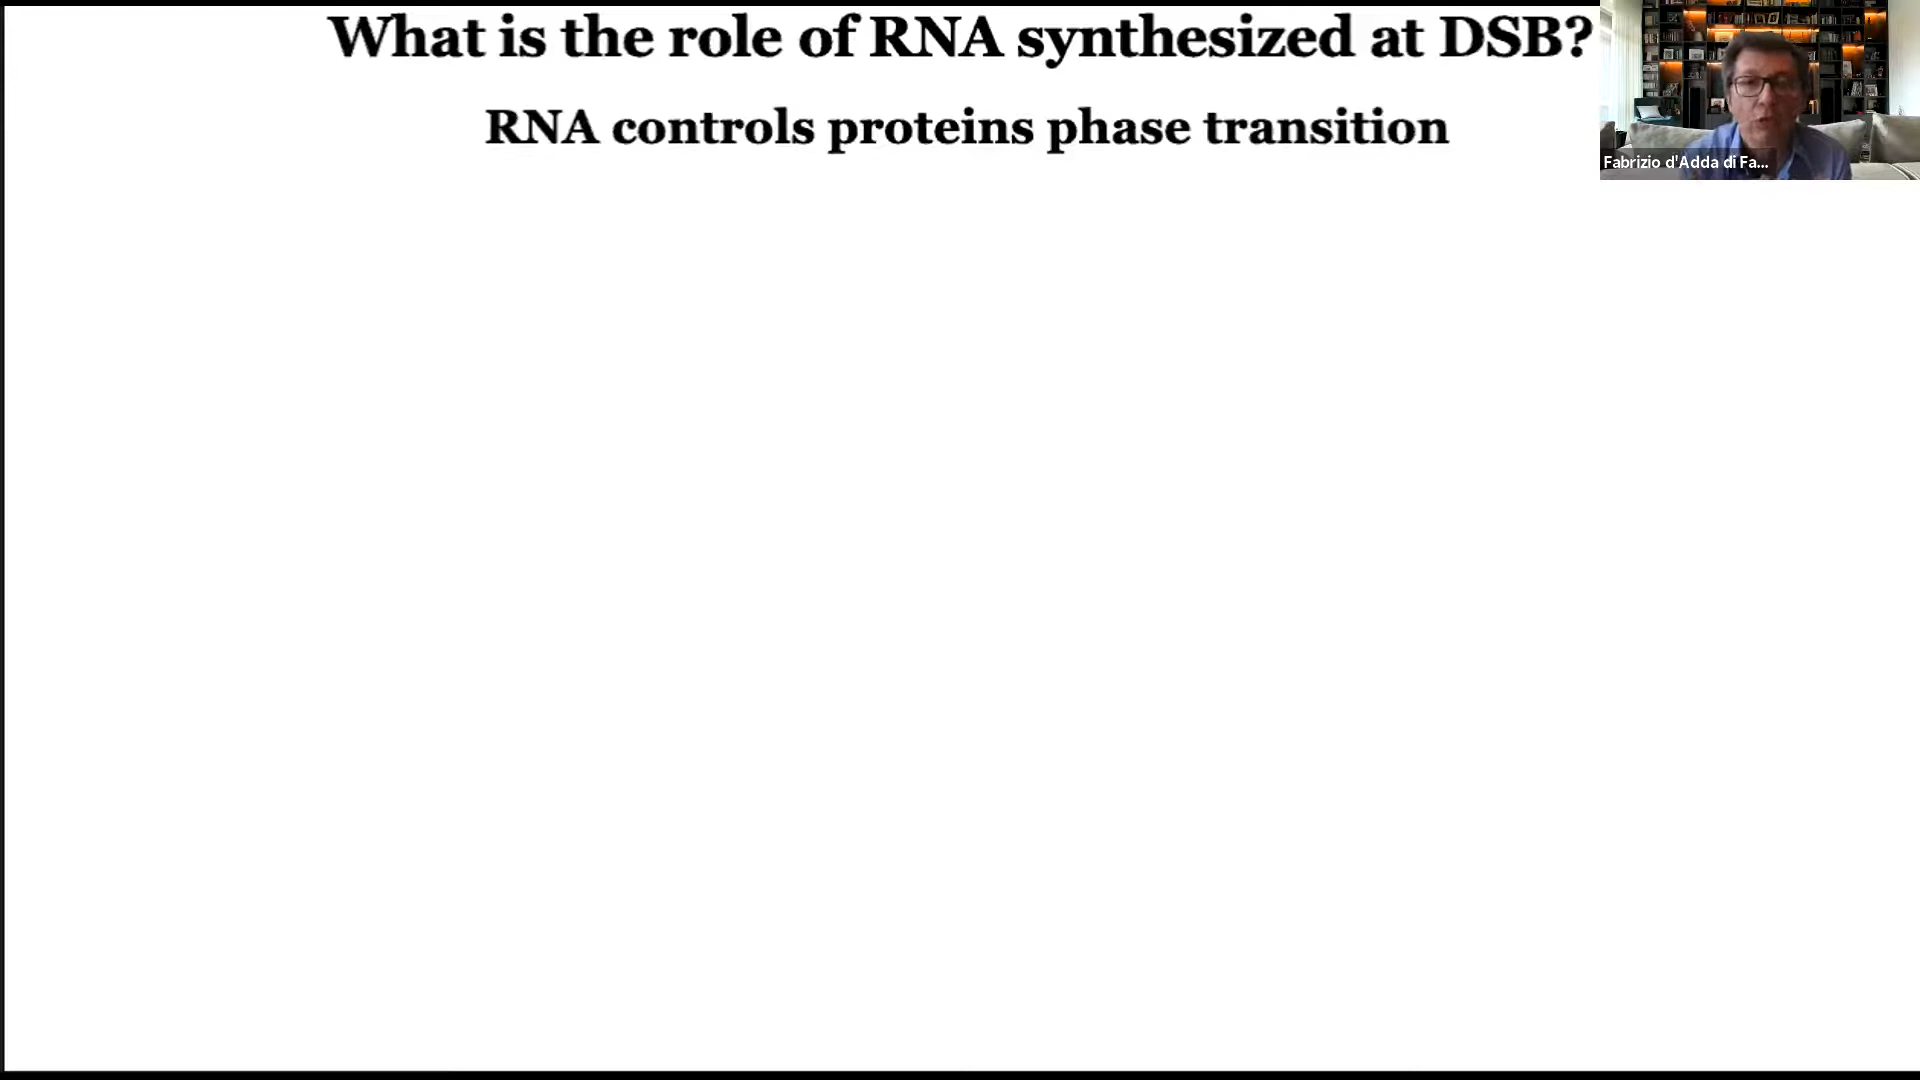 What is the role of RNA synthesized at DSB?
RNA controls proteins phase transition
Fabrizio d'Adda di Fa...